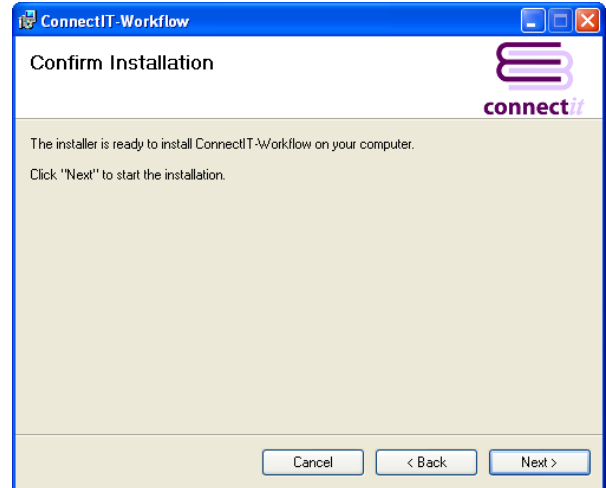 ConnectIT-Workflow
Confirm Installation
connectit
The installer is ready to install ConnectIT-Workflow on your computer.
Click "Next" to start the installation.
Cancel
< Back
Next >